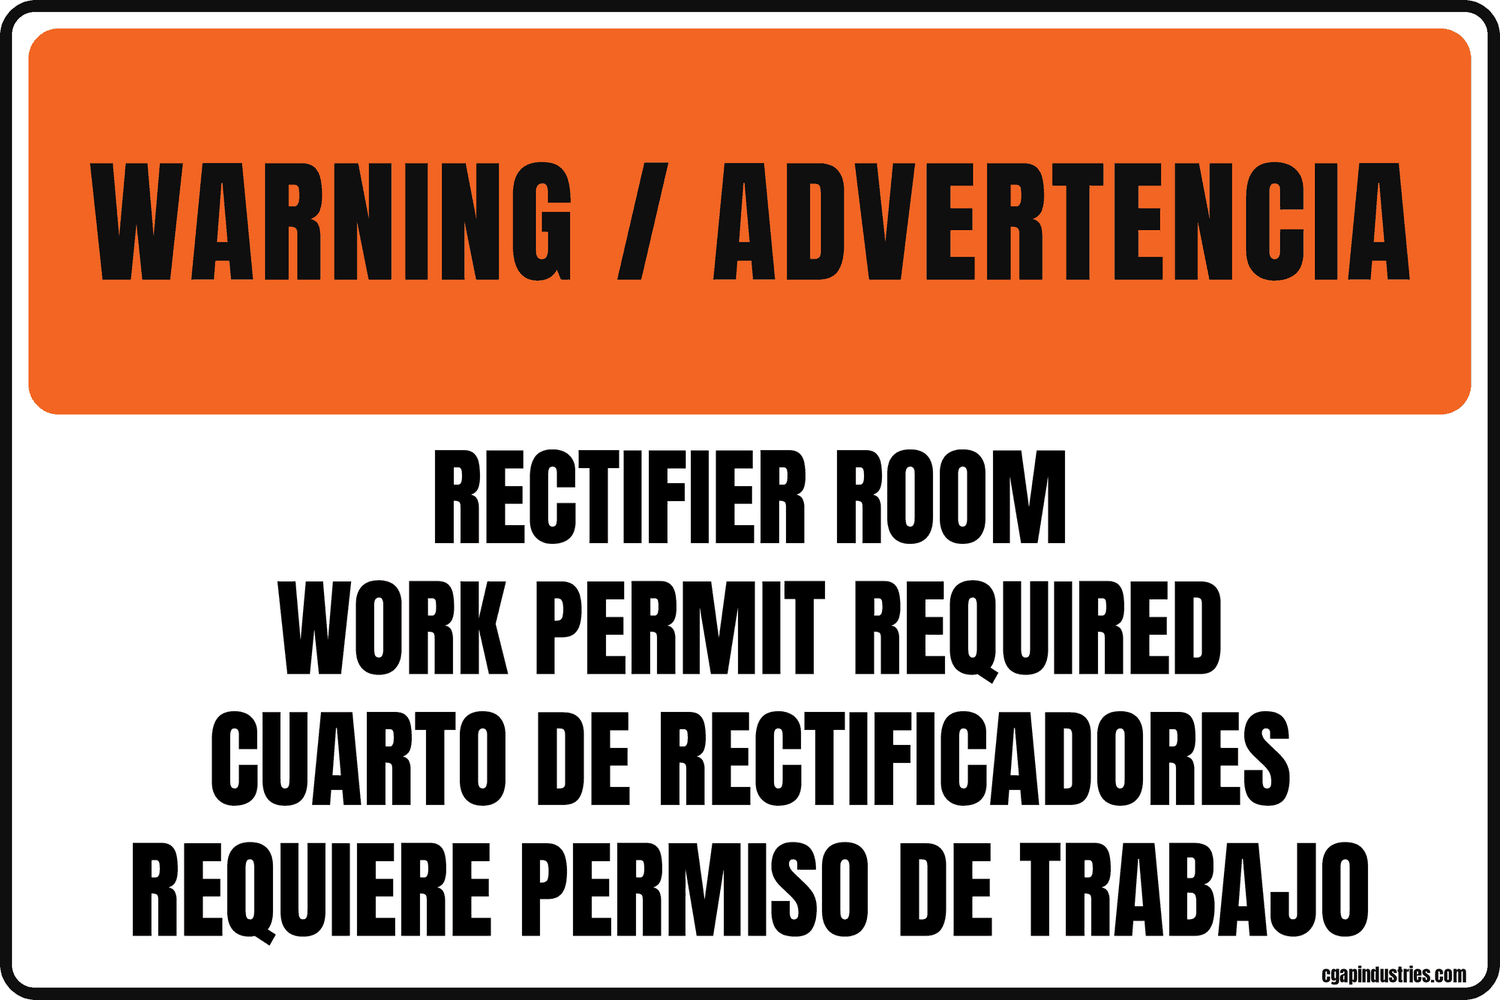 WARNING / ADVERTENCIA
RECTIFIER ROOM
WORK PERMIT REQUIRED
CUARTO DE RECTIFICADORES
REQUIERE PERMISO DE TRABAJO
cgapindustries.com